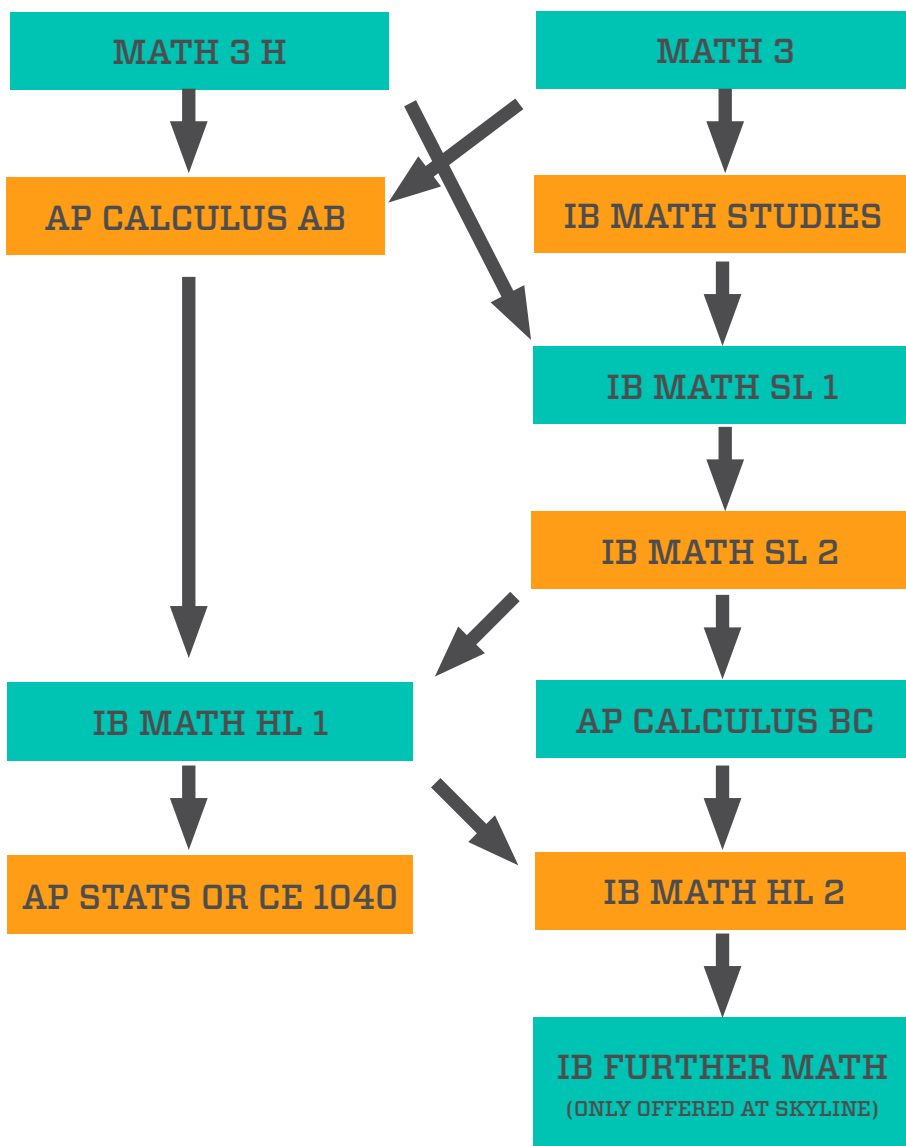 MATH 3 H
MATH 3
AP CALCULUS AB
IB MATH STUDIES
IB MATH SL 1
IB MATH SL 2
IB MATH HL 1
AP CALCULUS BC
AP STATS OR CE 1040
IB MATH HL 2
IB FURTHER MATH
(ONLY OFFERED AT SKYLINE)